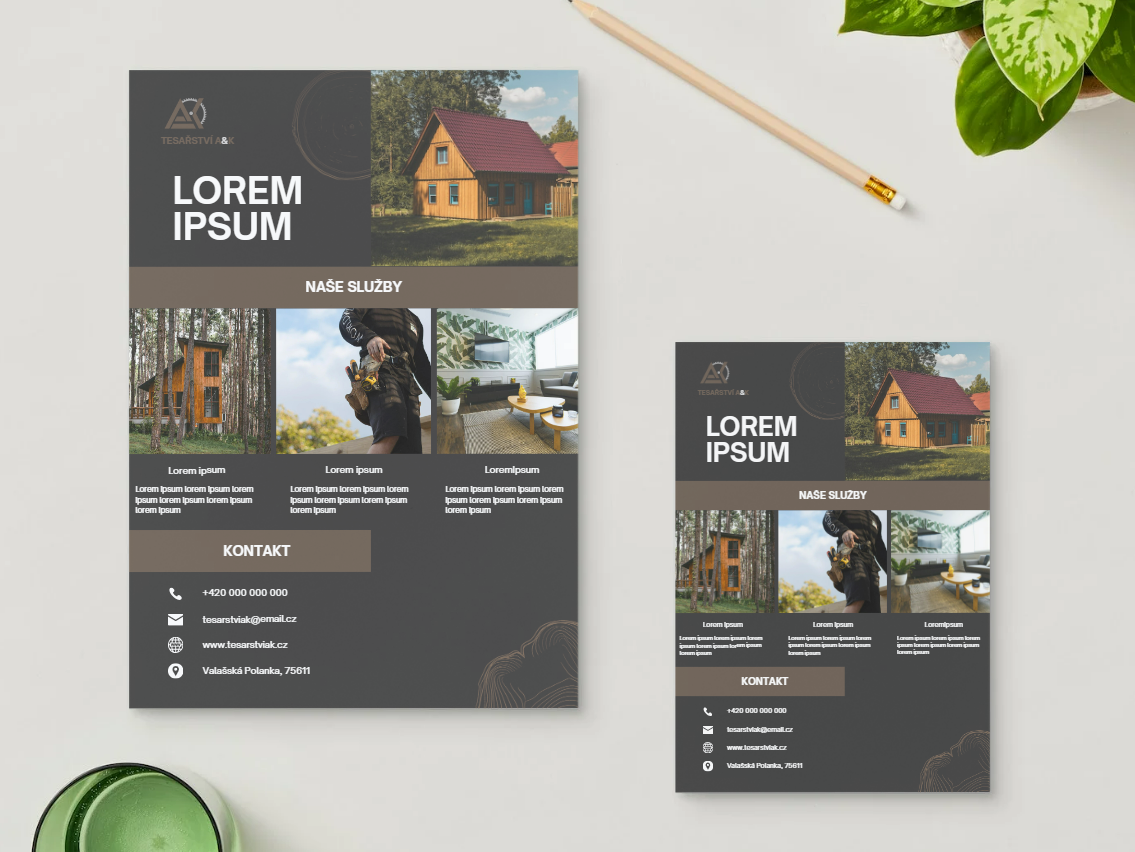 TESAŘSTVÍ A&K
LOREM
IPSUM
NAŠE SLUŽBY
Lorem ipsum
Lorem ipsum
LoremIpsum
Lorem Ipsum lorem Ipsum lorem
Ipsum lorem Ipsum lorem Ipsum
lorem Ipsum
Lorem Ipsum lorem Ipsum lorem
Ipsum lorem Ipsum lorem Ipsum
lorem Ipsum
Lorem Ipsum lorem Ipsum lorem
Ipsum lorem Ipsum lorem Ipsum
lorem Ipsum
KONTAKT
+420 000 000 000
tesarstviak@email.cz
www.tesarstviak.cz
Valašská Polanka, 75611
TESAŘSTVÍ A&K
LOREM
IPSUM
NAŠE SLUŽBY
Lorem Ipsum
Lorem Ipsum
LoremIpsum
Lorem Ipsum lorem Ipsum lorem
Ipsum lorem Ipsum lorem Ipsum
lorem Ipsum
Lorem Ipsum lorem Ipsum lorem
Ipsum lorem Ipsum lorem Ipsum
lorem Ipsum
Lorem Ipsum lorem Ipsum lorem
Ipsum lorem Ipsum lorem Ipsum
lorem Ipsum
KONTAKT
+420 000 000 000
tesarstviak@email.cz
www.tesarstviak.cz
Valašská Polanka, 75611